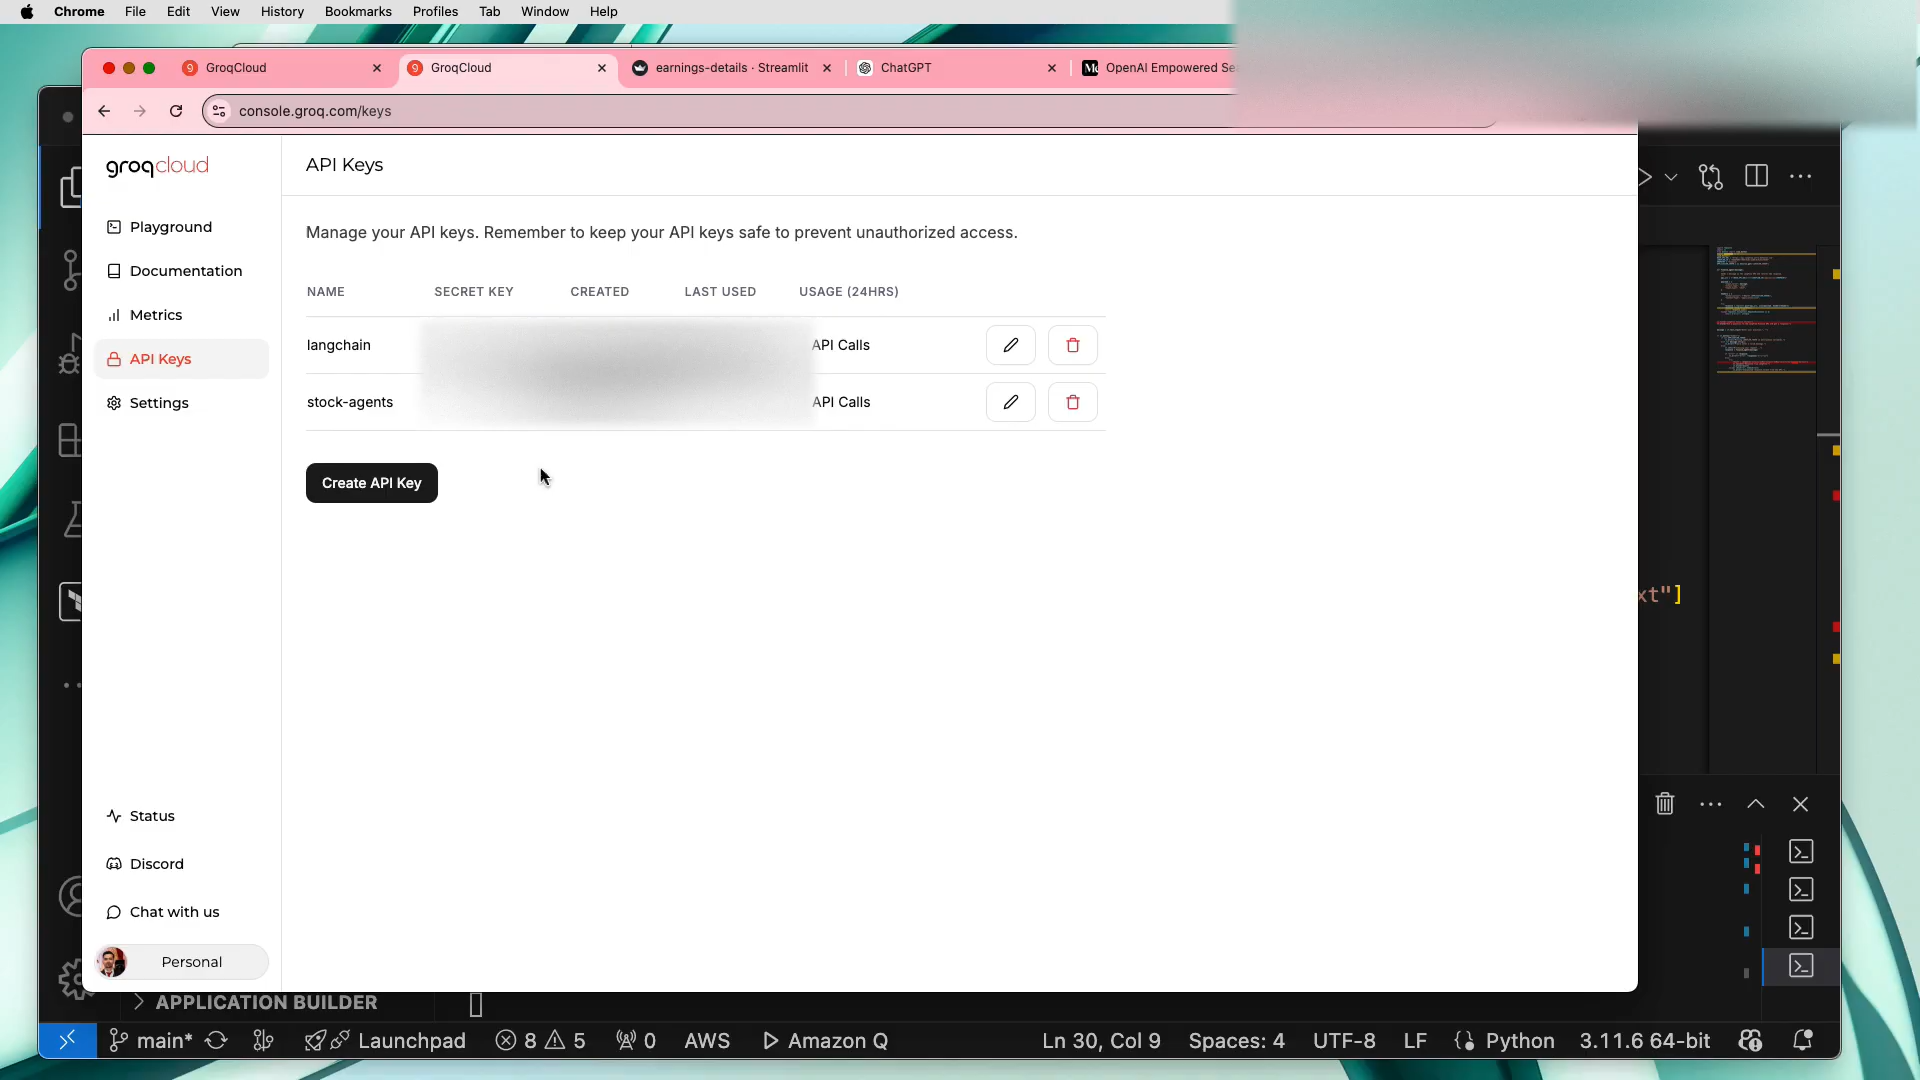 Chrome File Edit View History Bookmarks Profiles Tab Window Help
GroqCloud GroqCloud earnings-details · Streamlit ChatGPT OpenAI Empowered Se
console.groq.com/keys
groqcloud
API Keys
Playground
Documentation
Metrics
API Keys
Settings
Manage your API keys. Remember to keep your API keys safe to prevent unauthorized access.
NAME SECRET KEY CREATED LAST USED USAGE (24HRS)
langchain API Calls
stock-agents API Calls
Create API Key
xt"]
Status
Discord
Chat with us
Personal
APPLICATION BUILDER
main* Launchpad 8 5 0 AWS Amazon Q Ln 30, Col 9 Spaces: 4 UTF-8 LF Python 3.11.6 64-bit